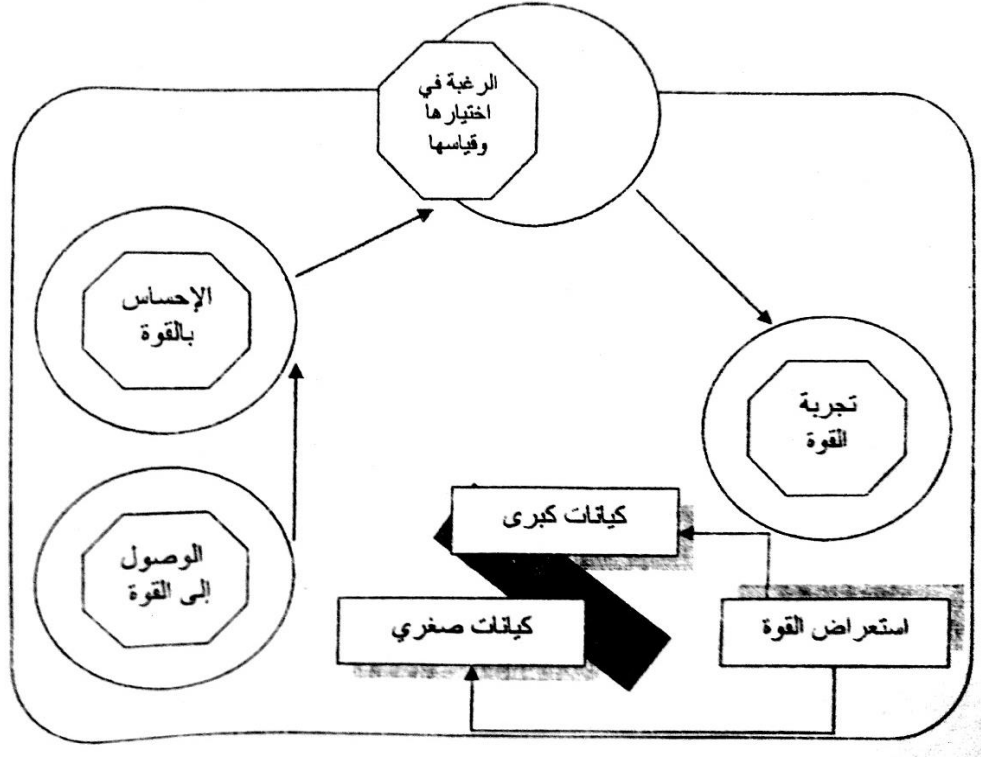 الرغبة في
اختيارها
وقياسها
الإحساس
بالقوة
تجربة
القوة
الوصول
إلى القوة
كيانات كبرى
كيانات صغري
استعراض القوة